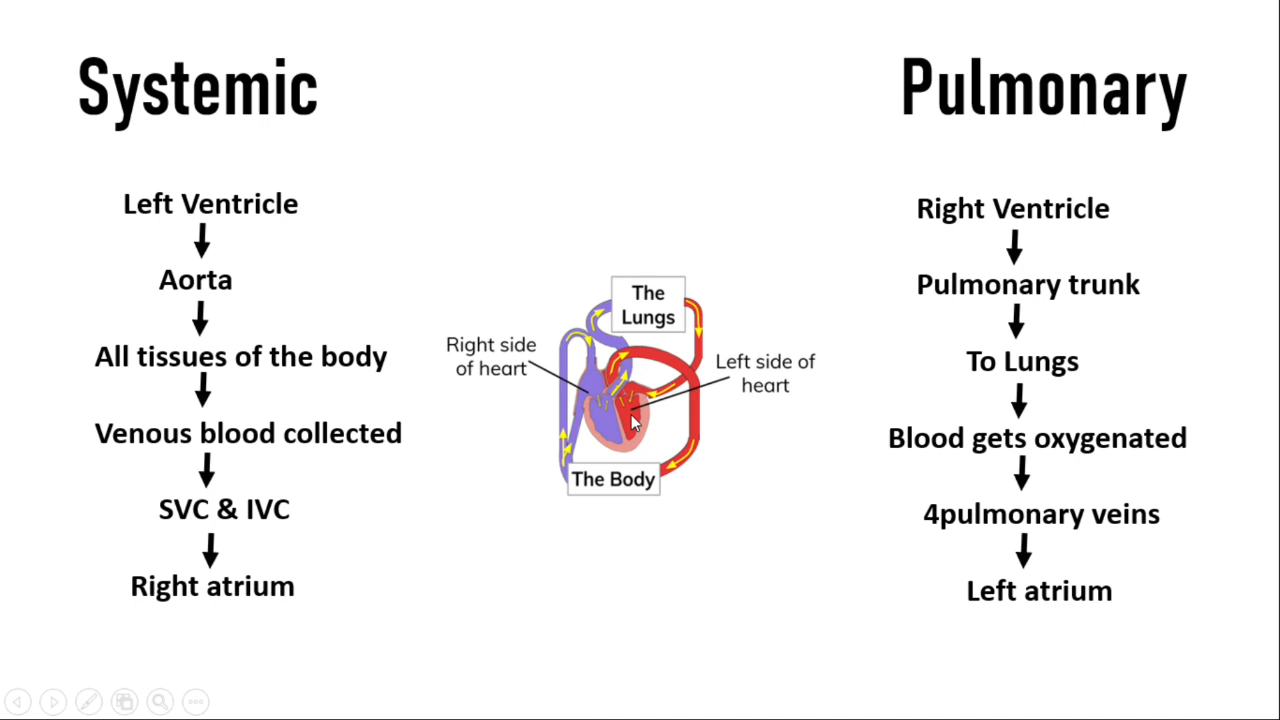 Systemic
Left Ventricle
Aorta
All tissues of the body
Venous blood collected
SVC & IVC
Right atrium
The
Lungs
Right side
of heart
Left side of
heart
The Body
Pulmonary
Right Ventricle
Pulmonary trunk
To Lungs
Blood gets oxygenated
4pulmonary veins
Left atrium